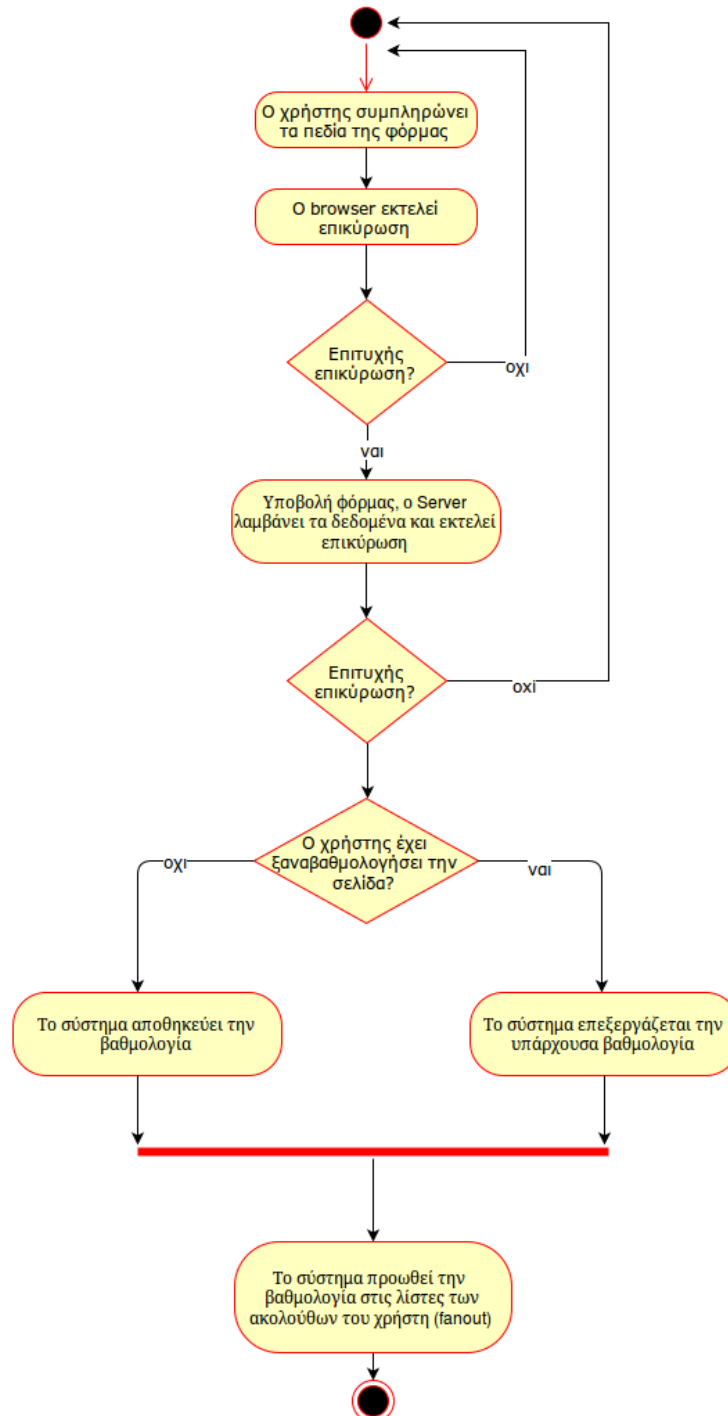 Ο χρήστης συμπληρώνει
τα πεδία της φόρμας
Ο browser εκτελεί
επικύρωση
Επιτυχής
επικύρωση?
οχι
ναι
Υποβολή φόρμας, ο Server
λαμβάνει τα δεδομένα και εκτελεί
επικύρωση
Επιτυχής
επικύρωση?
οχi
Ο χρήστης έχει
ξαναβαθμολογήσει την
σελίδα?
οχι
ναι
Το σύστημα αποθηκεύει την
βαθμολογία
Το σύστημα επεξεργάζεται την
υπάρχουσα βαθμολογία
Το σύστημα προωθεί την
βαθμολογία στις λίστες των
ακολούθων του χρήστη (fanout)